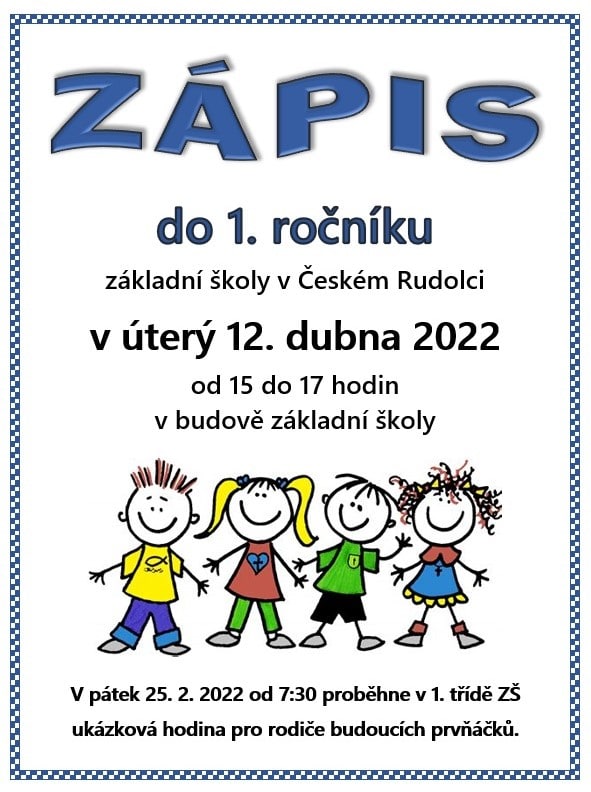 ZÁPIS
do 1. ročníku
základní školy v Českém Rudolci
v úterý 12. dubna 2022
od 15 do 17 hodin
v budově základní školy
V pátek 25. 2. 2022 od 7:30 proběhne v 1. třídě ZŠ
ukázková hodina pro rodiče budoucích prvňáčků.